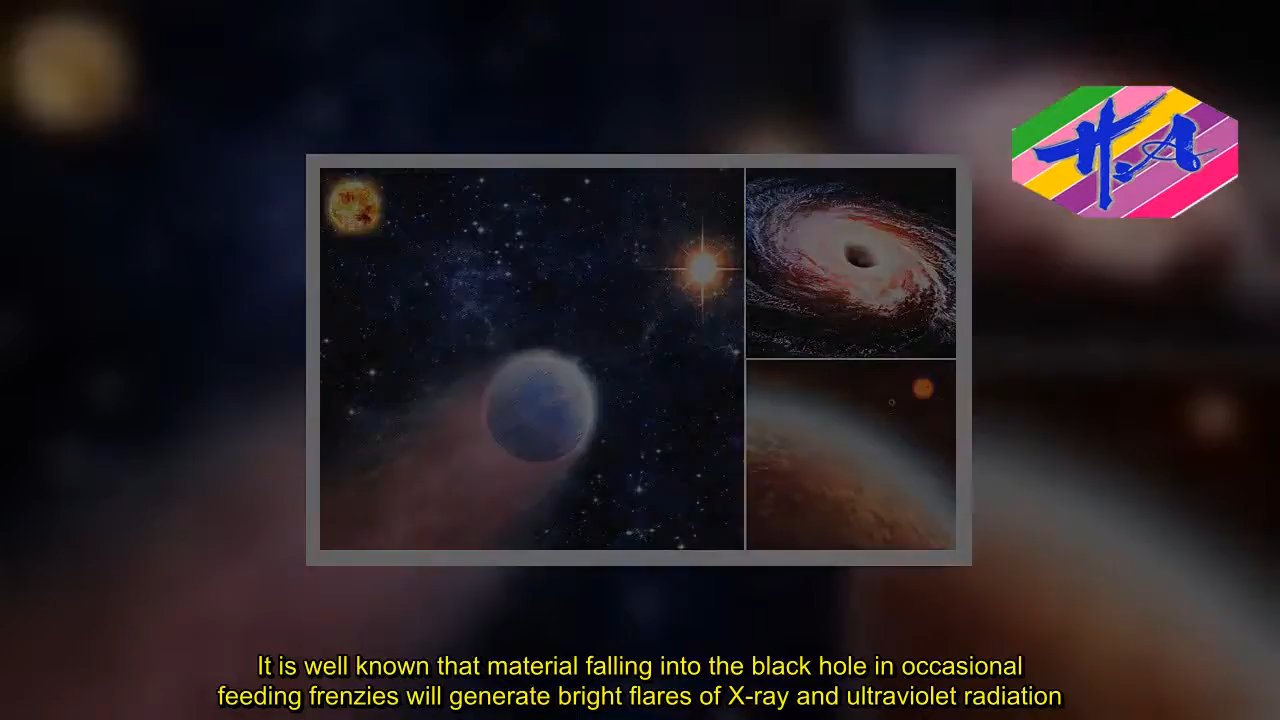 H.A
It is well known that material falling into the black hole in occasional
feeding frenzies will generate bright flares of X-ray and ultraviolet radiation